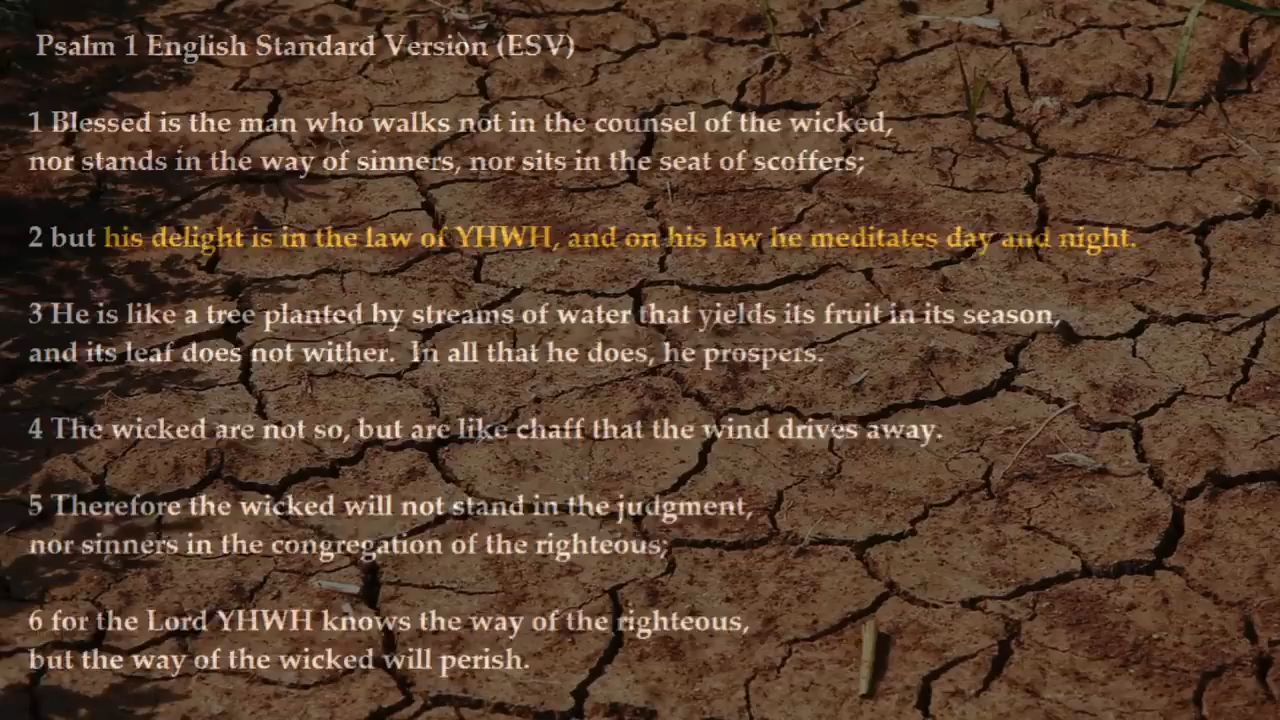 Psalm 1 English Standard Version (ESV)
1 Blessed is the man who walks not in the counsel of the wicked,
nor stands in the way of sinners, nor sits in the seat of scoffers;
2 but his delight is in the law of YHWH, and on his law he meditates day and night.
3 He is like a tree planted by streams of water that yields its fruit in its season,
and its leaf does not wither.  In all that he does, he prospers.
4 The wicked are not so, but are like chaff that the wind drives away.
5 Therefore the wicked will not stand in the judgment,
nor sinners in the congregation of the righteous;
6 for the Lord YHWH knows the way of the righteous,
but the way of the wicked will perish.